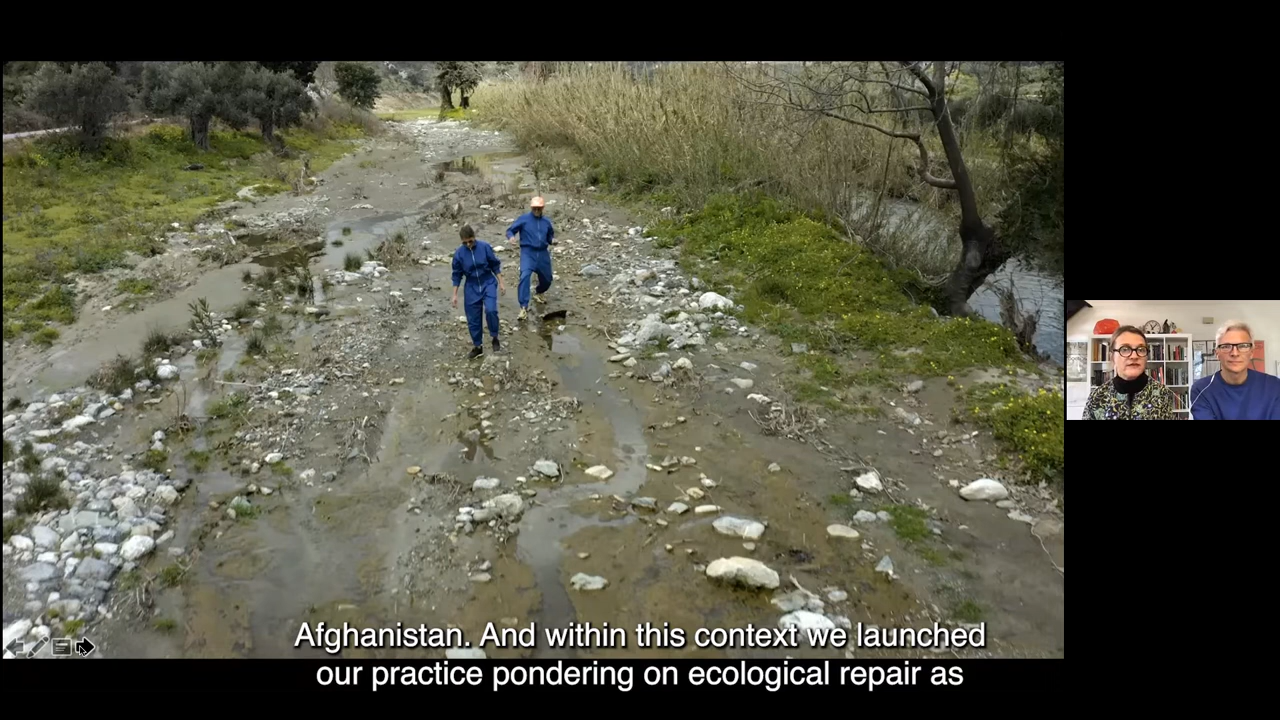 Afghanistan. And within this context we launched
our practice pondering on ecological repair as